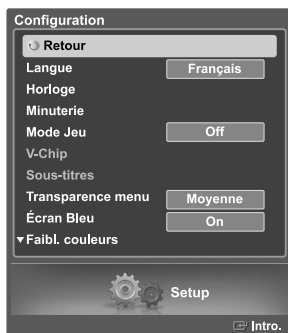 Configuration
Retour
Langue Français
Horloge
Minuterie
Mode Jeu Off
V-Chip
Sous-titres
Transparence menu Moyenne
Écran Bleu On
▼Faibl. couleurs
Setup
Intro.